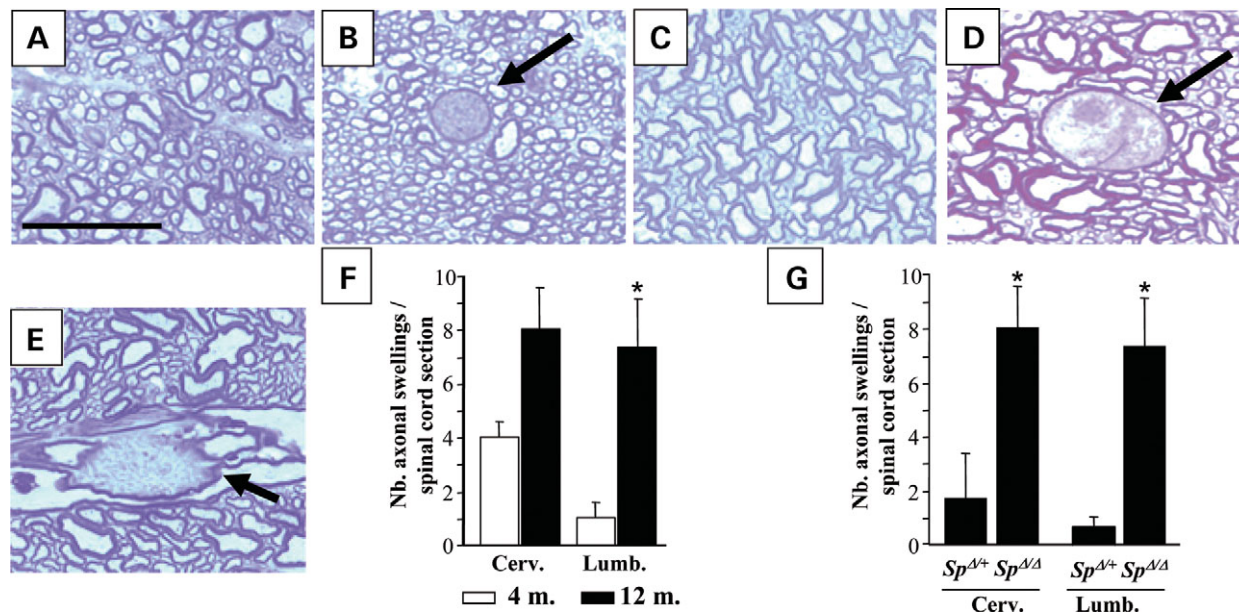 A
B
C
D
E
F
Nb. axonal swellings /
spinal cord section
10
8
6
4
2
0
*
Cerv.
Lumb.
4 m.
12 m.
G
Nb. axonal swellings /
spinal cord section
10
8
6
4
2
0
*
*
Sp^Δ/+ Sp^Δ/Δ Sp^Δ/+ Sp^Δ/Δ
Cerv.
Lumb.